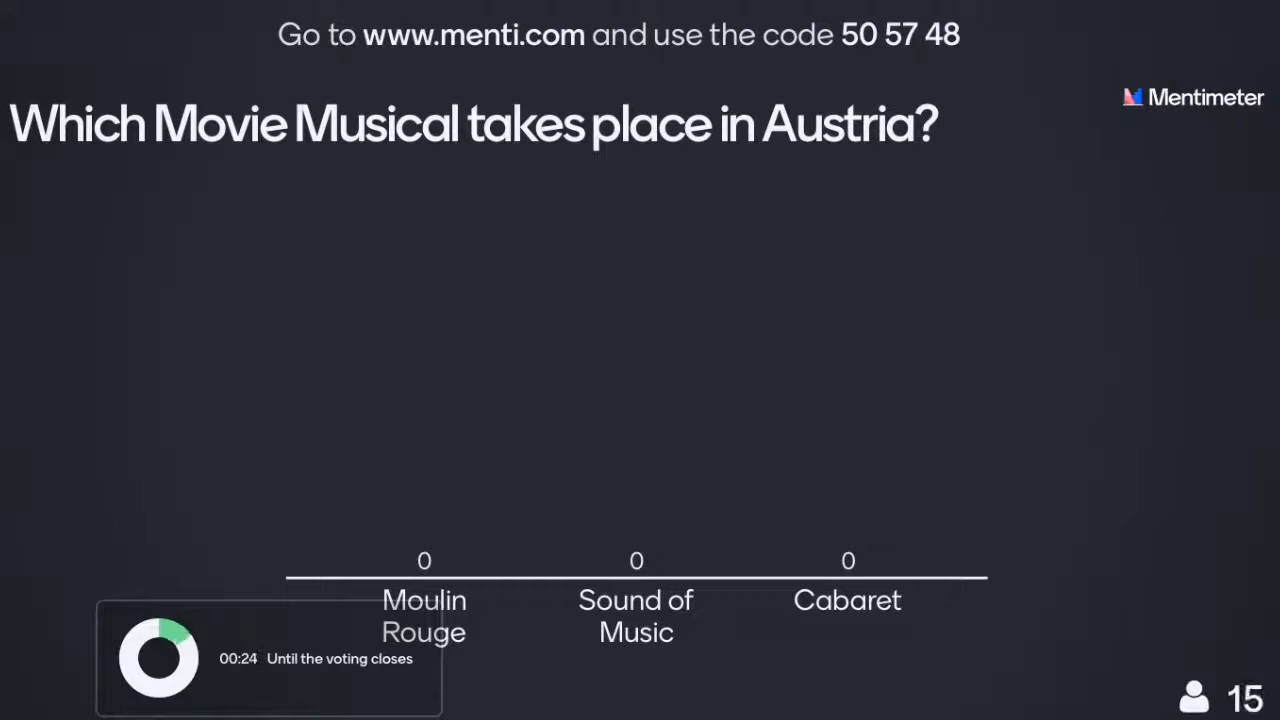 Go to www.menti.com and use the code 50 57 48
Mentimeter
Which Movie Musical takes place in Austria?
0
0
0
Moulin
Rouge
Sound of
Music
Cabaret
00:24 Until the voting closes
15